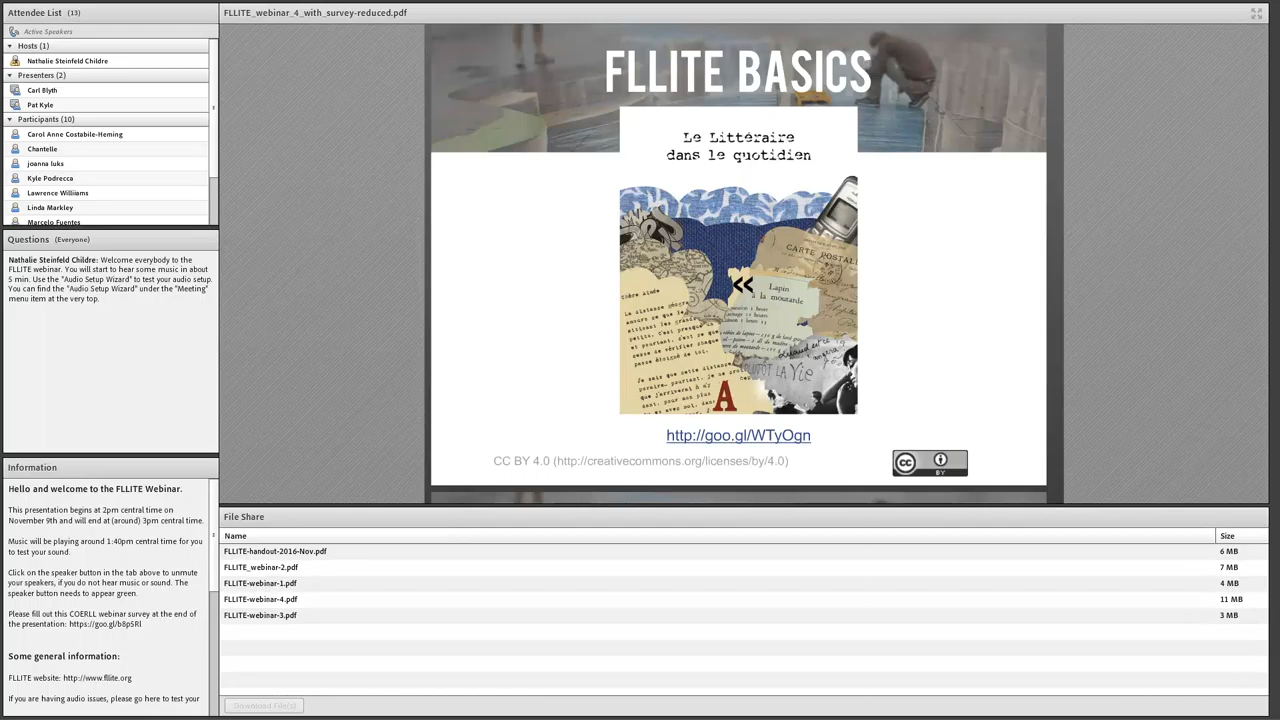 Attendee List (13)
Active Speakers
Hosts (1)
Nathalie Steinfeld Childre
Presenters (2)
Carl Blyth
Pat Kyle
Participants (10)
Carol Anne Costabile-Heming
Chantelle
joanna luks
Kyle Podrecca
Lawrence Williiams
Linda Markley
Marcelo Fuentes
Questions (Everyone)
Nathalie Steinfeld Childre: Welcome everybody to the
FLLITE webinar. You will start to hear some music in about
5 min. Use the "Audio Setup Wizard" to test your audio setup.
You can find the "Audio Setup Wizard" under the "Meeting"
menu item at the very top.
Information
Hello and welcome to the FLLITE Webinar.
This presentation begins at 2pm central time on
November 9th and will end at (around) 3pm central time.
Music will be playing around 1:40pm central time for you
to test your sound.
Click on the speaker button in the tab above to unmute
your speakers, if you do not hear music or sound. The
speaker button needs to appear green.
Please fill out this COERLL webinar survey at the end of
the presentation: https://goo.gl/b8p5Rl
Some general information:
FLLITE website: http://www.fllite.org
If you are having audio issues, please go here to test your
FLLITE_webinar_4_with_survey-reduced.pdf
FLLITE BASICS
Le Littéraire
dans le quotidien
CARTE POSTALE
«
Lapin
à la moutarde
PLUTÔT LA Vie
A
http://goo.gl/WTyOgn
CC BY 4.0 (http://creativecommons.org/licenses/by/4.0)
cc
BY
File Share
Name Size
FLLITE-handout-2016-Nov.pdf 6 MB
FLLITE_webinar-2.pdf 7 MB
FLLITE-webinar-1.pdf 4 MB
FLLITE-webinar-4.pdf 11 MB
FLLITE-webinar-3.pdf 3 MB
Download File(s)